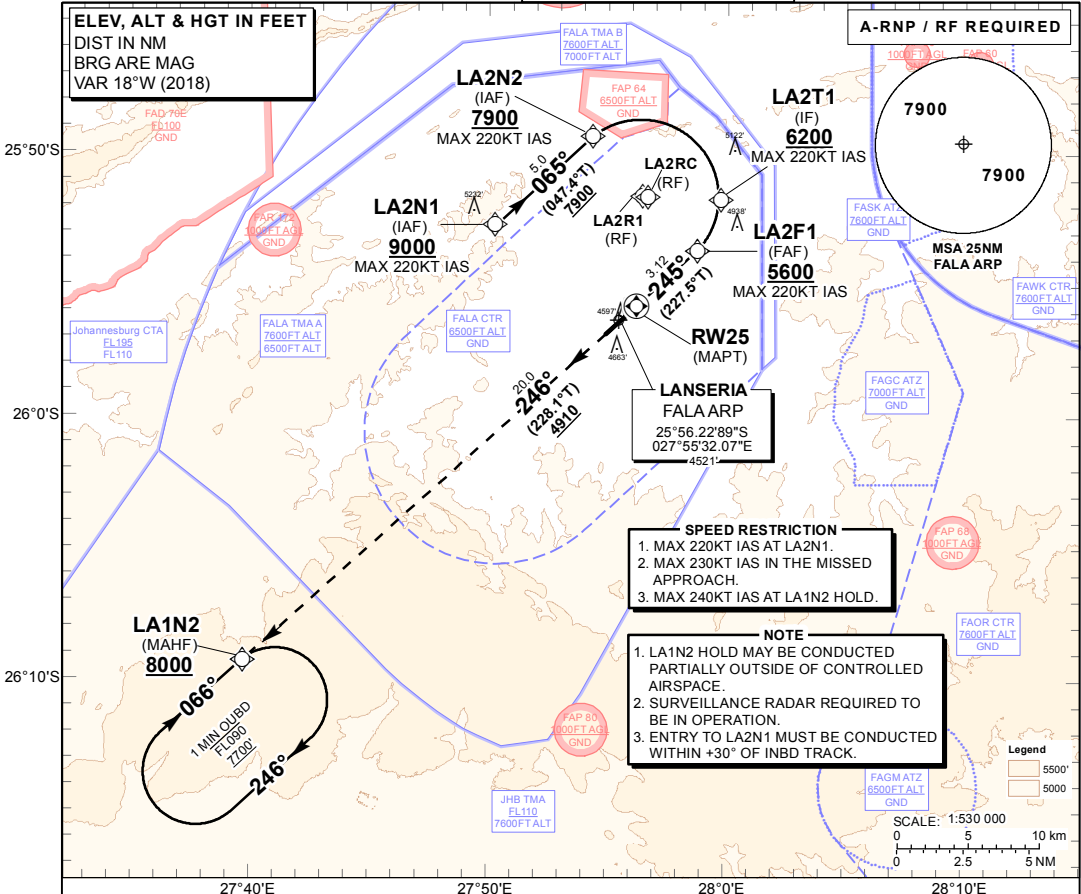 ELEV, ALT & HGT IN FEET
DIST IN NM
BRG ARE MAG
VAR 18°W (2018)
FALA TMA B
7600FT ALT
7000FT ALT
A-RNP / RF REQUIRED
1000FT AGL
GND
7900
7900
MSA 25NM
FALA ARP
FAD 70E
FL100
GND
LA2N2
(IAF)
7900
MAX 220KT IAS
FAP 64
6500FT ALT
GND
LA2T1
(IF)
6200
MAX 220KT IAS
5122'
25°50'S
5.0
065°
(047.4°T)
7900
LA2RC
(RF)
LA2R1
(RF)
5232'
LA2N1
(IAF)
9000
MAX 220KT IAS
4938'
LA2F1
(FAF)
5600
MAX 220KT IAS
FASK ATZ
7600FT ALT
GND
1000FT AGL
GND
3.12
245°
(227.5°T)
FAWK CTR
7600FT ALT
GND
Johannesburg CTA
FL195
FL110
FALA TMA A
7600FT ALT
6500FT ALT
FALA CTR
6500FT ALT
GND
4597'
4663'
RW25
(MAPT)
20.0
246°
(228.1°T)
4910
LANSERIA
FALA ARP
25°56.22'89"S
027°55'32.07"E
4521'
FAGC ATZ
7000FT ALT
GND
26°0'S
SPEED RESTRICTION
1. MAX 220KT IAS AT LA2N1.
2. MAX 230KT IAS IN THE MISSED
APPROACH.
3. MAX 240KT IAS AT LA1N2 HOLD.
FAP 68
1000FT AGL
GND
NOTE
1. LA1N2 HOLD MAY BE CONDUCTED
PARTIALLY OUTSIDE OF CONTROLLED
AIRSPACE.
2. SURVEILLANCE RADAR REQUIRED TO
BE IN OPERATION.
3. ENTRY TO LA2N1 MUST BE CONDUCTED
WITHIN +30° OF INBD TRACK.
FAOR CTR
7600FT ALT
GND
LA1N2
(MAHF)
8000
26°10'S
066°
1 MIN OUBD
FL090
7700'
246°
FAP 80
1000FT AGL
GND
JHB TMA
FL110
7600FT ALT
FAGM ATZ
6500FT ALT
GND
Legend
5500'
5000
SCALE: 1:530 000
0 5 10 km
0 2.5 5 NM
27°40'E
27°50'E
28°0'E
28°10'E